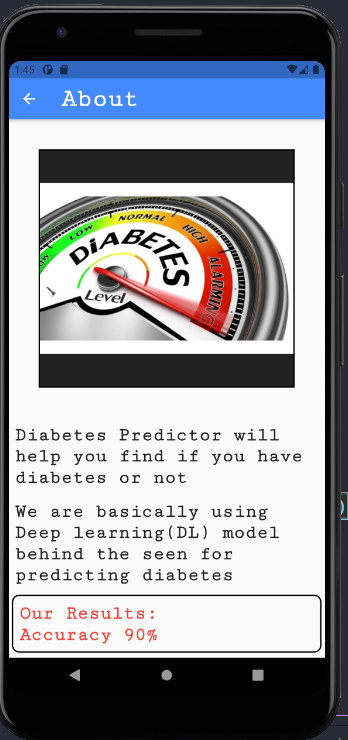 1:45
About
LOW
NORMAL
HIGH
ALARMING
DiABETES
Level
Diabetes Predictor will
help you find if you have
diabetes or not
We are basically using
Deep learning(DL) model
behind the seen for
predicting diabetes
Our Results:
Accuracy 90%